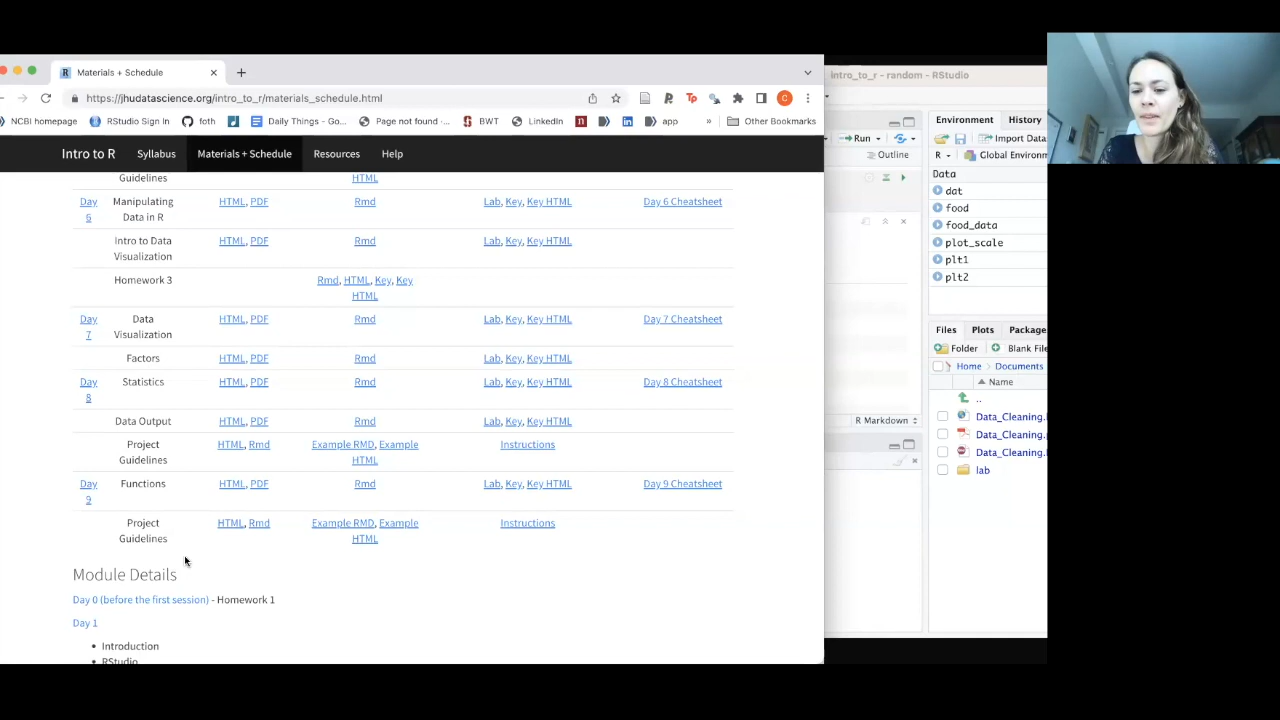 Materials + Schedule
intro_to_r - random - RStudio
https://jhudatascience.org/intro_to_r/materials_schedule.html
NCBI homepage RStudio Sign In foth Daily Things - Go... Page not found -... BWT LinkedIn app » Other Bookmarks
Intro to R Syllabus Materials + Schedule Resources Help
Guidelines HTML
Day 6 Manipulating Data in R HTML, PDF Rmd Lab, Key, Key HTML Day 6 Cheatsheet
Intro to Data Visualization HTML, PDF Rmd Lab, Key, Key HTML
Homework 3 Rmd, HTML, Key, Key HTML
Day 7 Data Visualization HTML, PDF Rmd Lab, Key, Key HTML Day 7 Cheatsheet
Factors HTML, PDF Rmd Lab, Key, Key HTML
Day 8 Statistics HTML, PDF Rmd Lab, Key, Key HTML Day 8 Cheatsheet
Data Output HTML, PDF Rmd Lab, Key, Key HTML
Project Guidelines HTML, Rmd Example RMD, Example HTML Instructions
Day 9 Functions HTML, PDF Rmd Lab, Key, Key HTML Day 9 Cheatsheet
Project Guidelines HTML, Rmd Example RMD, Example HTML Instructions
Module Details
Day 0 (before the first session) - Homework 1
Day 1
• Introduction
• RStudio
Run
Outline
R Markdown
Environment History
Import Data
R Global Environm
Data
dat
food
food_data
plot_scale
plt1
plt2
Files Plots Package
Folder Blank File
Home Documents
Name
..
Data_Cleaning.
Data_Cleaning.
Data_Cleaning.
lab